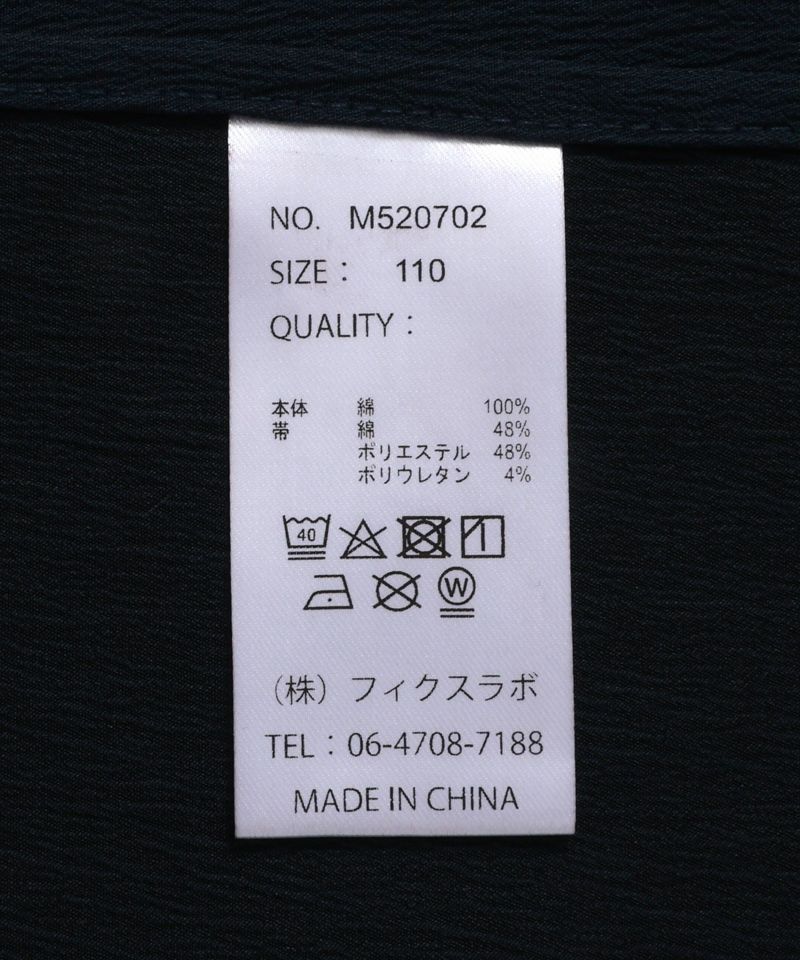 NO. M520702
SIZE： 110
QUALITY：
本体 綿 100%
帯 綿 48%
ポリエステル 48%
ポリウレタン 4%
40
W
（株）フィクスラボ
TEL：06-4708-7188
MADE IN CHINA